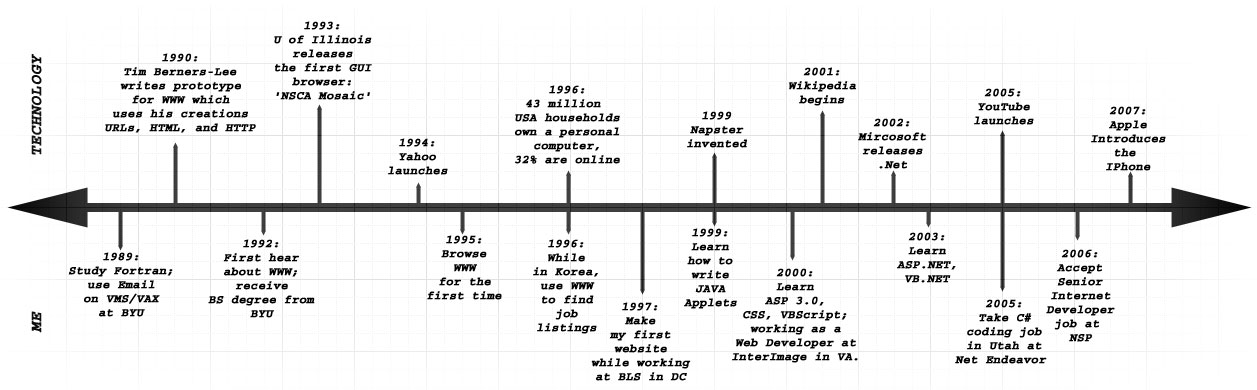 TECHNOLOGY
1990:
Tim Berners-Lee
writes prototype
for WWW which
uses his creations
URLs, HTML, and HTTP
1993:
U of Illinois
releases
the first GUI
browser:
'NSCA Mosaic'
1994:
Yahoo
launches
1996:
43 million
USA households
own a personal
computer,
32% are online
1999
Napster
invented
2001:
Wikipedia
begins
2002:
Mircosoft
releases
.Net
2005:
YouTube
launches
2007:
Apple
Introduces
the
IPhone
ME
1989:
Study Fortran;
use Email
on VMS/VAX
at BYU
1992:
First hear
about WWW;
receive
BS degree from
BYU
1995:
Browse
WWW
for the
first time
1996:
While
in Korea,
use WWW
to find
job
listings
1997:
Make
my first
website
while working
at BLS in DC
1999:
Learn
how to
write
JAVA
Applets
2000:
Learn
ASP 3.0,
CSS, VBScript;
working as a
Web Developer at
InterImage in VA.
2003:
Learn
ASP.NET,
VB.NET
2005:
Take C#
coding job
in Utah at
Net Endeavor
2006:
Accept
Senior
Internet
Developer
job at
NSP